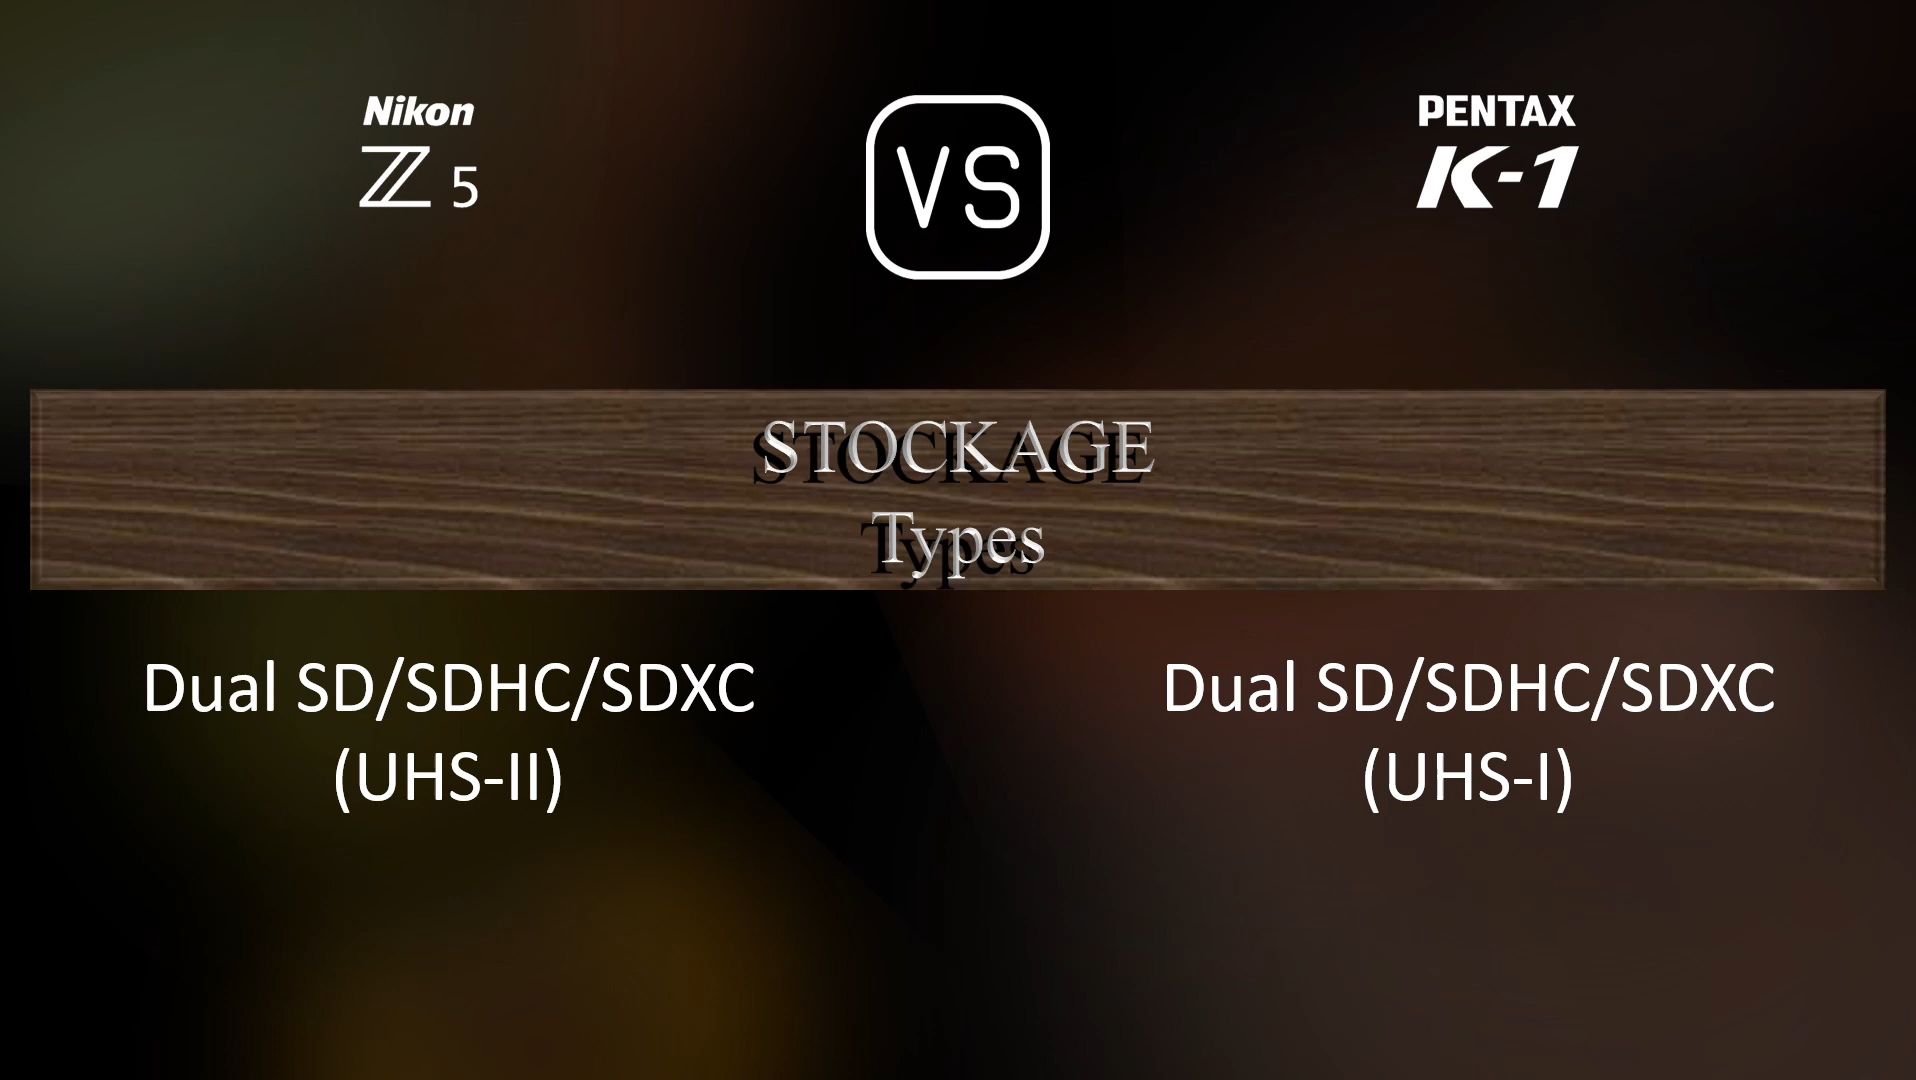 Nikon
Z 5
VS
PENTAX
K-1
STOCKAGE
Types
Dual SD/SDHC/SDXC
(UHS-II)
Dual SD/SDHC/SDXC
(UHS-I)